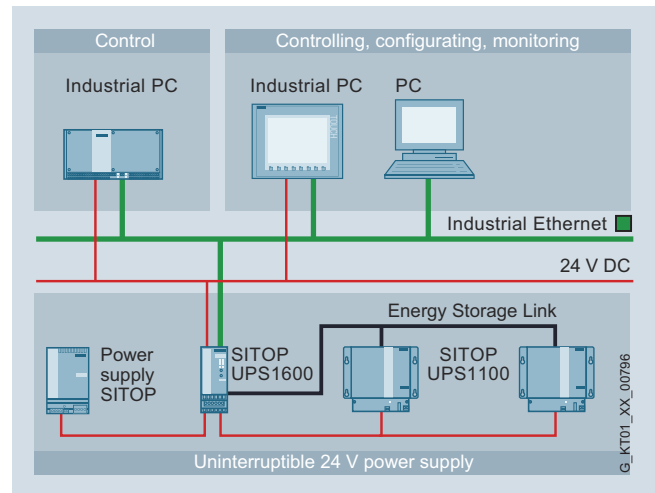 Control
Controlling, configurating, monitoring
Industrial PC
Industrial PC
PC
TOUCH
Industrial Ethernet
24 V DC
Energy Storage Link
Power
supply
SITOP
SITOP
UPS1600
SITOP
UPS1100
G_KT01_XX_00796
Uninterruptible 24 V power supply